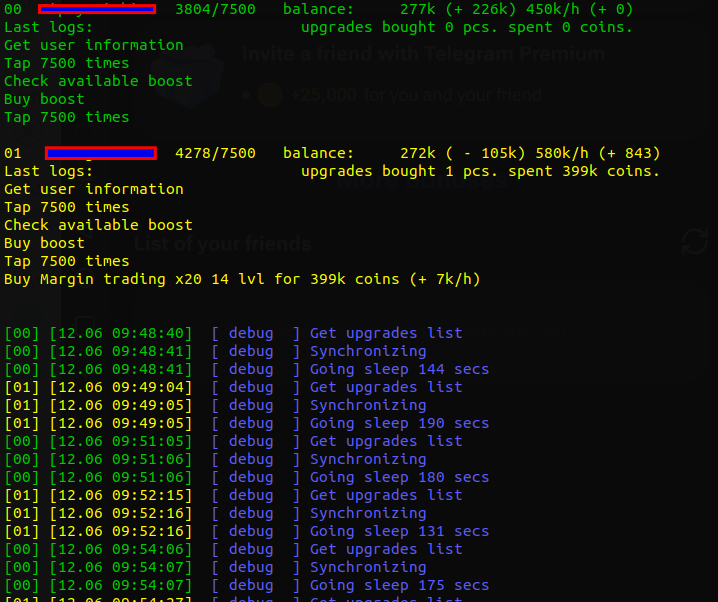 00 3804/7500 balance: 277k (+ 226k) 450k/h (+ 0)
Last logs: upgrades bought 0 pcs. spent 0 coins.
Get user information
Invite a friend with Telegram Premium
Tap 7500 times
Check available boost
+25,000 for you and your friend
Buy boost
Tap 7500 times
01 4278/7500 balance: 272k ( - 105k) 580k/h (+ 843)
Last logs: upgrades bought 1 pcs. spent 399k coins.
Get user information
Tap 7500 times
Check available boost
Buy boost
List of your friends
Tap 7500 times
Buy Margin trading x20 14 lvl for 399k coins (+ 7k/h)
[00] [12.06 09:48:40] [ debug ] Get upgrades list
[00] [12.06 09:48:41] [ debug ] Synchronizing
[00] [12.06 09:48:41] [ debug ] Going sleep 144 secs
[01] [12.06 09:49:04] [ debug ] Get upgrades list
[01] [12.06 09:49:05] [ debug ] Synchronizing
[01] [12.06 09:49:05] [ debug ] Going sleep 190 secs
[00] [12.06 09:51:05] [ debug ] Get upgrades list
[00] [12.06 09:51:06] [ debug ] Synchronizing
[00] [12.06 09:51:06] [ debug ] Going sleep 180 secs
[01] [12.06 09:52:15] [ debug ] Get upgrades list
[01] [12.06 09:52:16] [ debug ] Synchronizing
[01] [12.06 09:52:16] [ debug ] Going sleep 131 secs
[00] [12.06 09:54:06] [ debug ] Get upgrades list
[00] [12.06 09:54:07] [ debug ] Synchronizing
[00] [12.06 09:54:07] [ debug ] Going sleep 175 secs
[01] [12.06 09:54:27] [ debug ] Get upgrades list